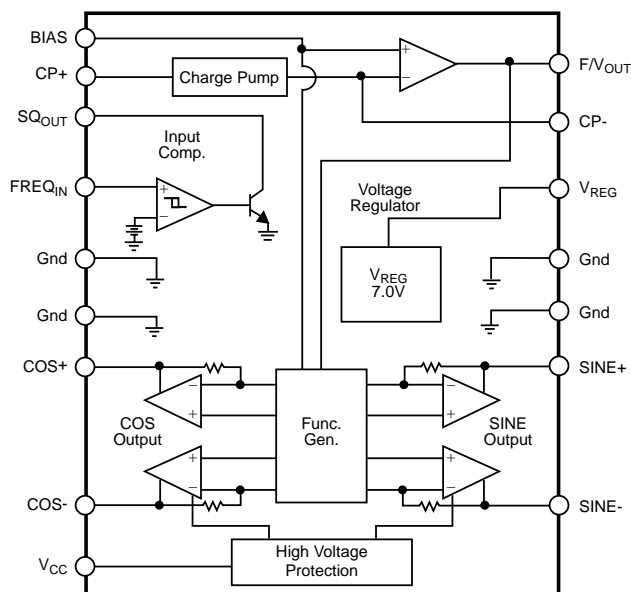 BIAS
CP+
SQOUT
FREQIN
Gnd
Gnd
COS+
COS-
VCC
Charge Pump
+
−
Input
Comp.
+
−
Voltage
Regulator
VREG
7.0V
F/VOUT
CP-
VREG
Gnd
Gnd
SINE+
SINE-
−
+
COS
Output
+
−
Func.
Gen.
−
+
SINE
Output
+
−
High Voltage
Protection